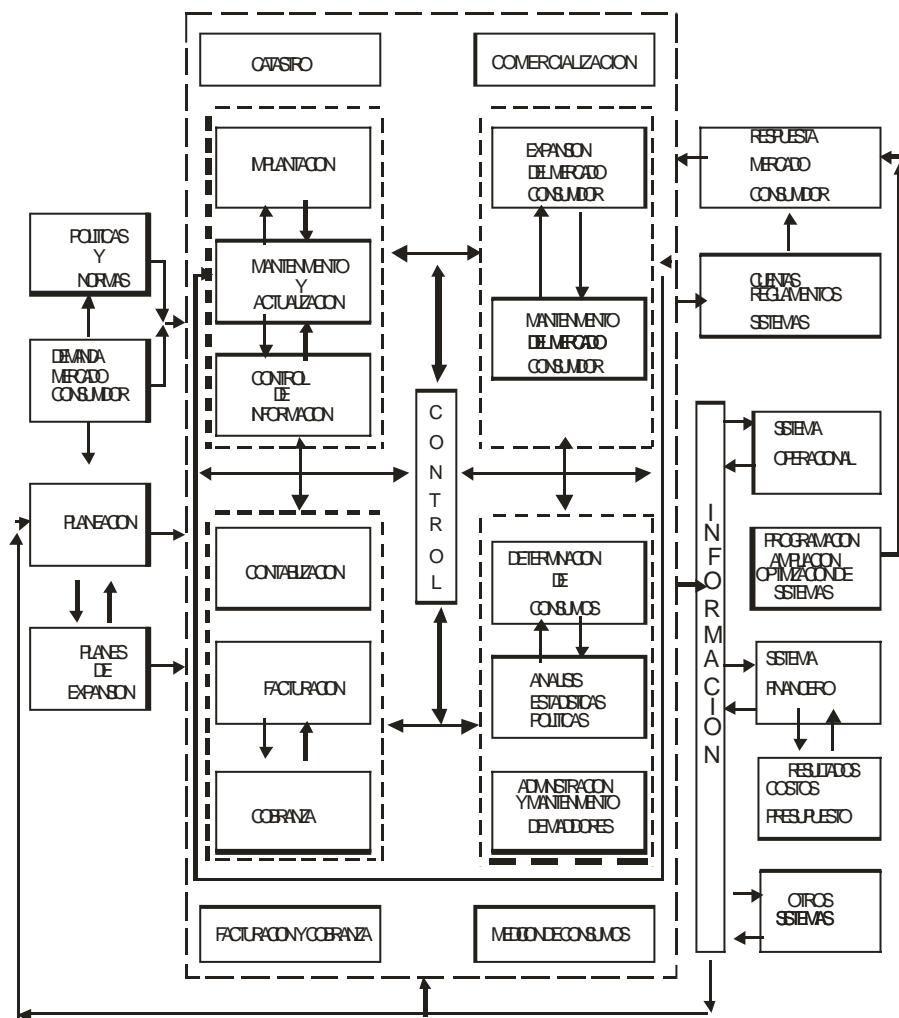 CATASTRO
COMERCIALIZACION
IMPLANTACION
EXPANSION
DEL MERCADO
CONSUMIDOR
RESPUESTA
MERCADO
CONSUMIDOR
POLITICAS
Y
NORMAS
MANTENIMIENTO
Y
ACTUALIZACION
CUENTAS
REGLAMENTOS
SISTEMAS
MANTENIMIENTO
DEL MERCADO
CONSUMIDOR
DEMANDA
MERCADO
CONSUMIDOR
CONTROL
DE
INFORMACION
C
O
N
T
R
O
L
SISTEMA
OPERACIONAL
PLANEACION
I
N
F
O
R
M
A
C
I
O
N
CONTABILIZACION
DETERMINACION
DE
CONSUMOS
PROGRAMACION
AMPLIACION
OPTIMIZACION DE
SISTEMAS
PLANES
DE
EXPANSION
FACTURACION
ANALISIS
ESTADISTICAS
POLITICAS
SISTEMA
FINANCIERO
COBRANZA
ADMINISTRACION
Y MANTENIMIENTO
DE MADIDORES
RESULTADOS
COSTOS
PRESUPUESTO
OTROS
SISTEMAS
FACTURACION Y COBRANZA
MEDICION DE CONSUMOS